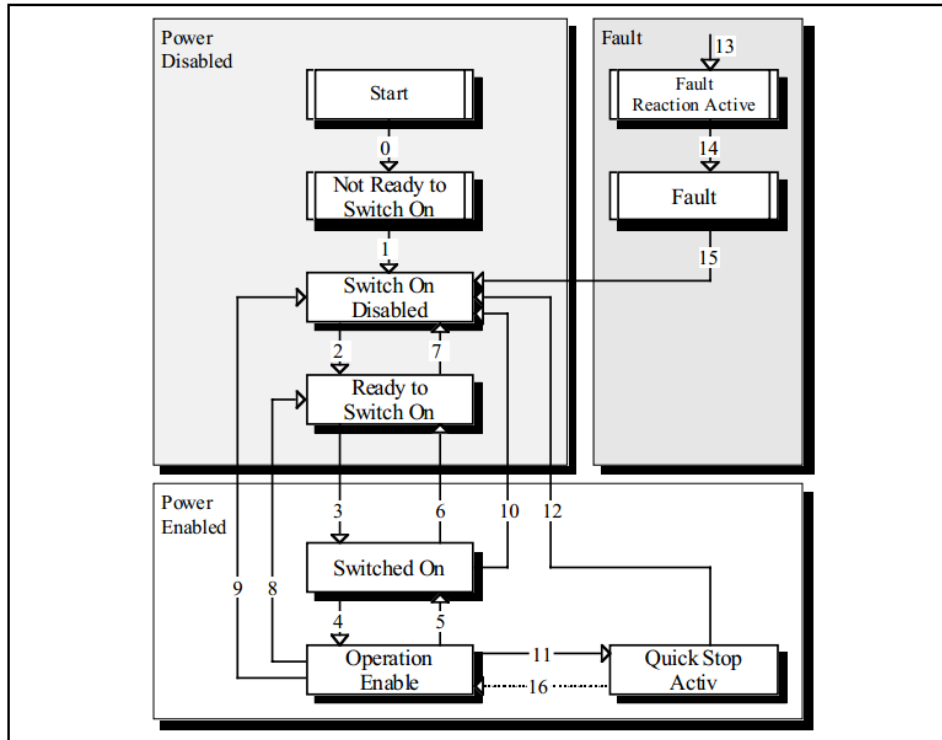 Power
Disabled
Fault
13
Start
Fault
Reaction Active
0
14
Not Ready to
Switch On
Fault
1
15
Switch On
Disabled
2
7
Ready to
Switch On
Power
Enabled
3
6
10
12
Switched On
9
8
4
5
Operation
Enable
11
16
Quick Stop
Activ